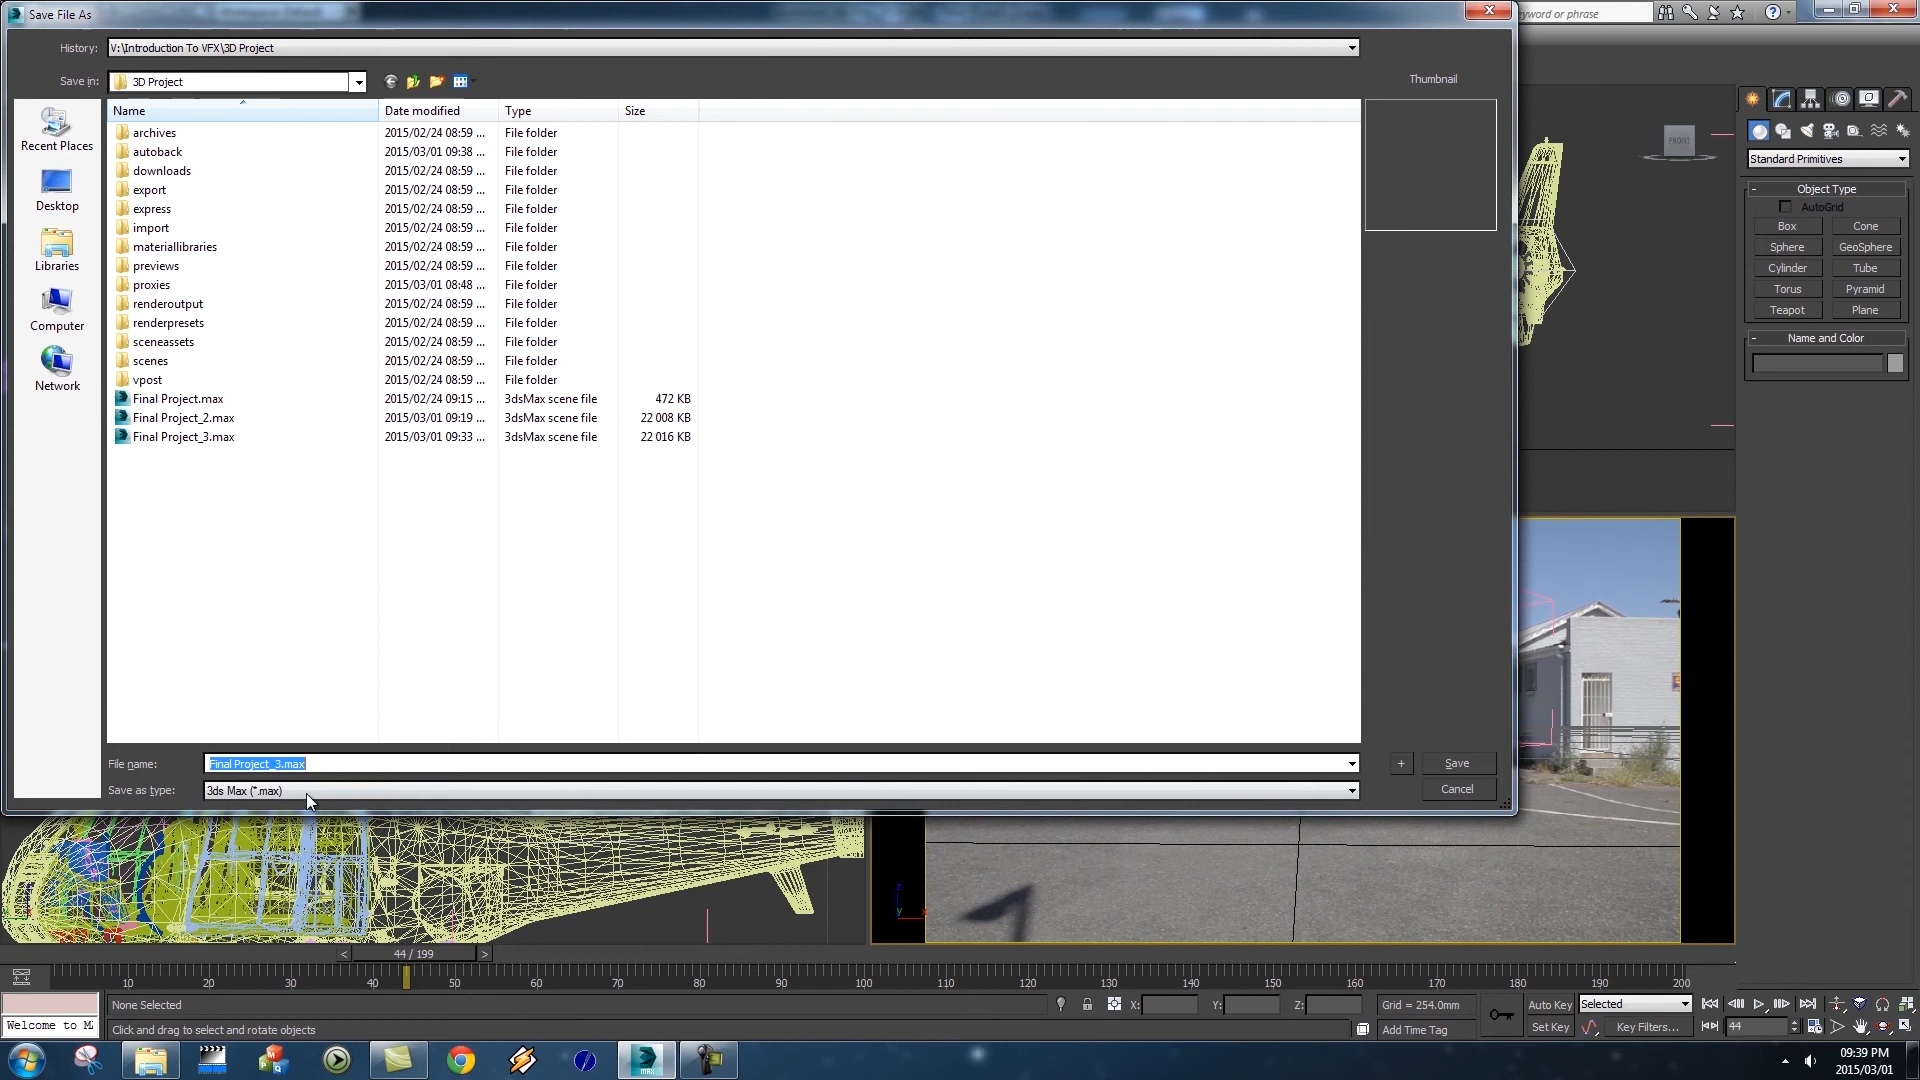 Save File As
eyword or phrase
History: V:\Introduction To VFX\3D Project
Save in: 3D Project
Thumbnail
Name Date modified Type Size
archives 2015/02/24 08:59 ... File folder
autoback 2015/03/01 09:38 ... File folder
downloads 2015/02/24 08:59 ... File folder
export 2015/02/24 08:59 ... File folder
express 2015/02/24 08:59 ... File folder
import 2015/02/24 08:59 ... File folder
materiallibraries 2015/02/24 08:59 ... File folder
previews 2015/02/24 08:59 ... File folder
proxies 2015/03/01 08:48 ... File folder
renderoutput 2015/02/24 08:59 ... File folder
renderpresets 2015/02/24 08:59 ... File folder
sceneassets 2015/02/24 08:59 ... File folder
scenes 2015/02/24 08:59 ... File folder
vpost 2015/02/24 08:59 ... File folder
Final Project.max 2015/02/24 09:15 ... 3dsMax scene file 472 KB
Final Project_2.max 2015/03/01 09:19 ... 3dsMax scene file 22 008 KB
Final Project_3.max 2015/03/01 09:33 ... 3dsMax scene file 22 016 KB
Recent Places
Desktop
Libraries
Computer
Network
File name: Final Project_3.max + Save
Save as type: 3ds Max (*.max) Cancel
FRONT
Standard Primitives
- Object Type
AutoGrid
Box Cone
Sphere GeoSphere
Cylinder Tube
Torus Pyramid
Teapot Plane
- Name and Color
z
y x
< 44 / 199 >
10 20 30 40 50 60 70 80 90 100 110 120 130 140 150 160 170 180 190 200
None Selected X: Y: Z: Grid = 254.0mm Auto Key Selected
Welcome to M Click and drag to select and rotate objects Add Time Tag Set Key Key Filters... 44
MAX
09:39 PM
2015/03/01